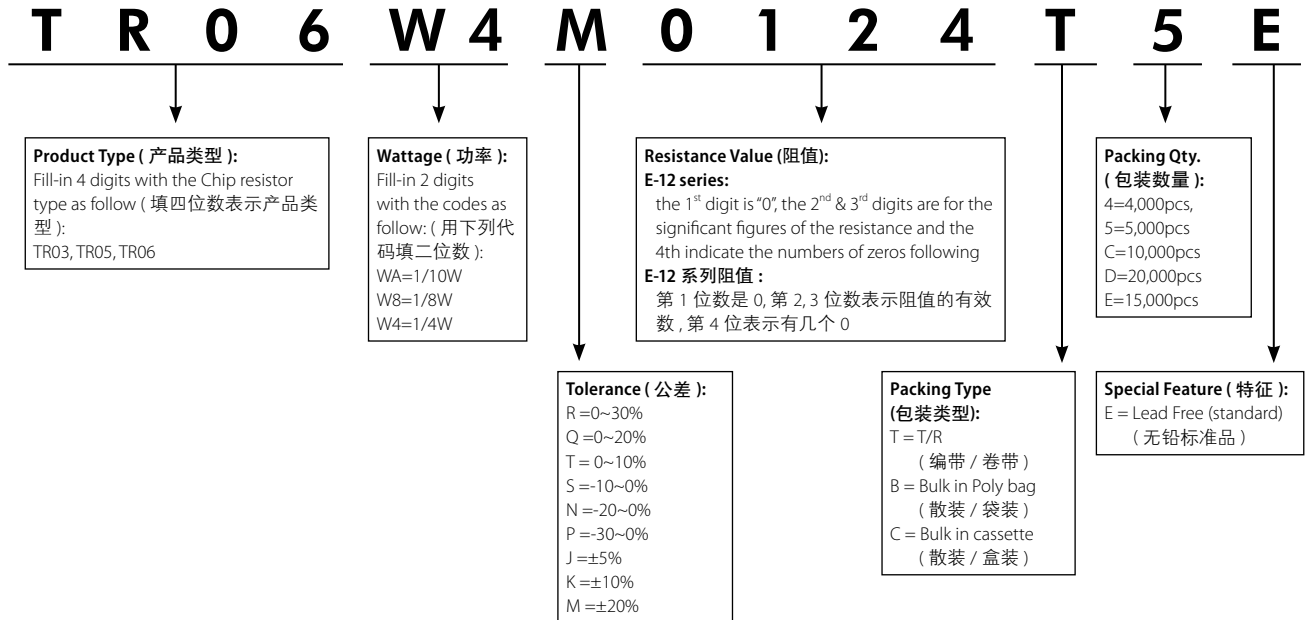 T R 0 6 W 4 M 0 1 2 4 T 5 E
Product Type ( 产品类型 ):
Fill-in 4 digits with the Chip resistor
type as follow ( 填四位数表示产品类
型 ):
TR03, TR05, TR06
Wattage ( 功率 ):
Fill-in 2 digits
with the codes as
follow: ( 用下列代
码填二位数 ):
WA=1/10W
W8=1/8W
W4=1/4W
Resistance Value (阻值):
E-12 series:
the 1st digit is "0", the 2nd & 3rd digits are for the
significant figures of the resistance and the
4th indicate the numbers of zeros following
E-12 系列阻值 :
第 1 位数是 0, 第 2, 3 位数表示阻值的有效
数 , 第 4 位表示有几个 0
Packing Qty.
( 包装数量 ):
4=4,000pcs,
5=5,000pcs
C=10,000pcs
D=20,000pcs
E=15,000pcs
Tolerance ( 公差 ):
R =0~30%
Q =0~20%
T = 0~10%
S =-10~0%
N =-20~0%
P =-30~0%
J =±5%
K =±10%
M =±20%
Packing Type
(包装类型):
T = T/R
( 编带 / 卷带 )
B = Bulk in Poly bag
( 散装 / 袋装 )
C = Bulk in cassette
( 散装 / 盒装 )
Special Feature ( 特征 ):
E = Lead Free (standard)
( 无铅标准品 )